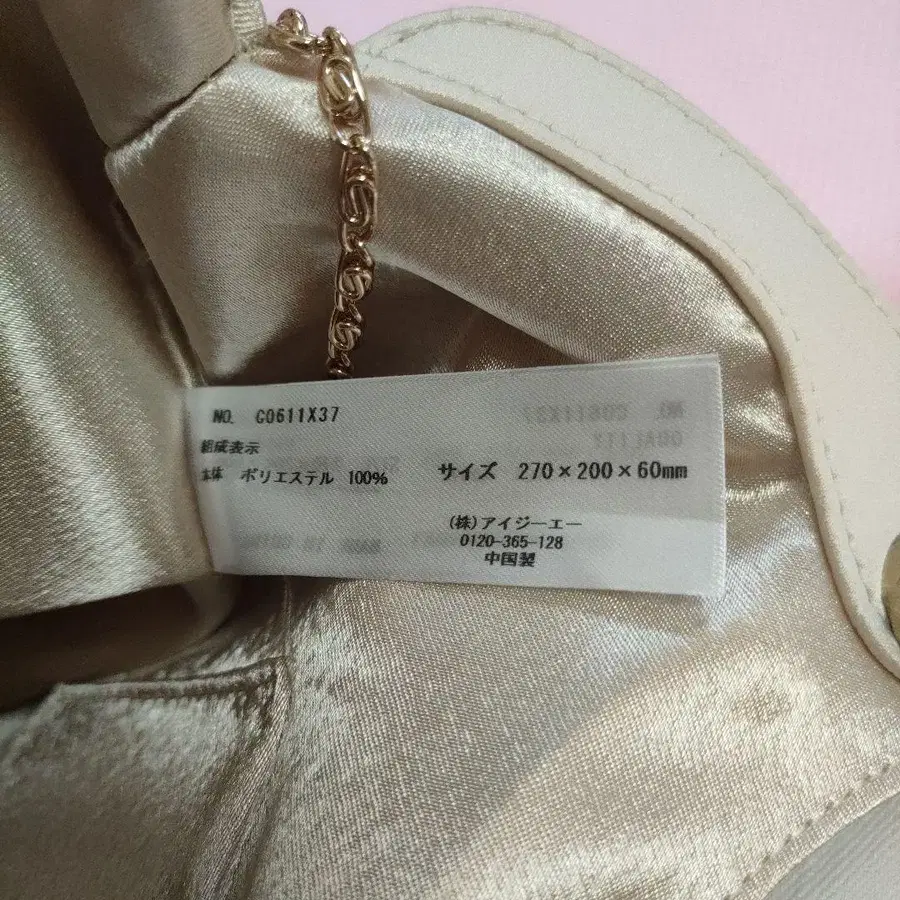 NO. C0611X37
組成表示
本体 ポリエステル 100%
サイズ 270×200×60mm
(株)アイジーエー
0120-365-128
中国製